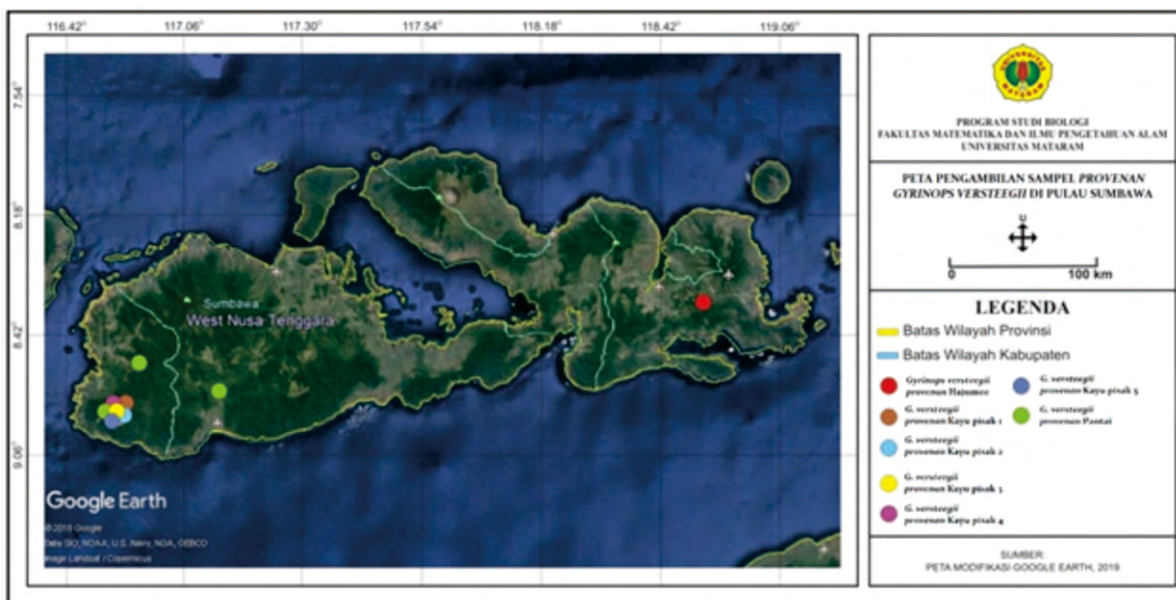 116.42° 117.06° 117.30° 117.54° 118.18° 118.42° 119.06°
7.54°
8.18°
8.42°
9.06°
Sumbawa
West Nusa Tenggara
Google Earth
© 2018 Google
Data SIO, NOAA, U.S. Navy, NGA, GEBCO
Image Landsat / Copernicus
UNIVERSITAS
MATARAM
PROGRAM STUDI BIOLOGI
FAKULTAS MATEMATIKA DAN ILMU PENGETAHUAN ALAM
UNIVERSITAS MATARAM
PETA PENGAMBILAN SAMPEL PROVENAN
GYRINOPS VERSTEEGII DI PULAU SUMBAWA
U
0 100 km
LEGENDA
Batas Wilayah Provinsi
Batas Wilayah Kabupaten
Gyrinops versteegii
provenan
G. versteegii
provenan Kayu pisak 1
G. versteegii
provenan Kayu pisak 2
G. versteegii
provenan Kayu pisak 3
G. versteegii
provenan Kayu pisak 4
G. versteegii
provenan Kayu pisak 5
G. versteegii
provenan Pantai
SUMBER:
PETA MODIFIKASI GOOGLE EARTH, 2019